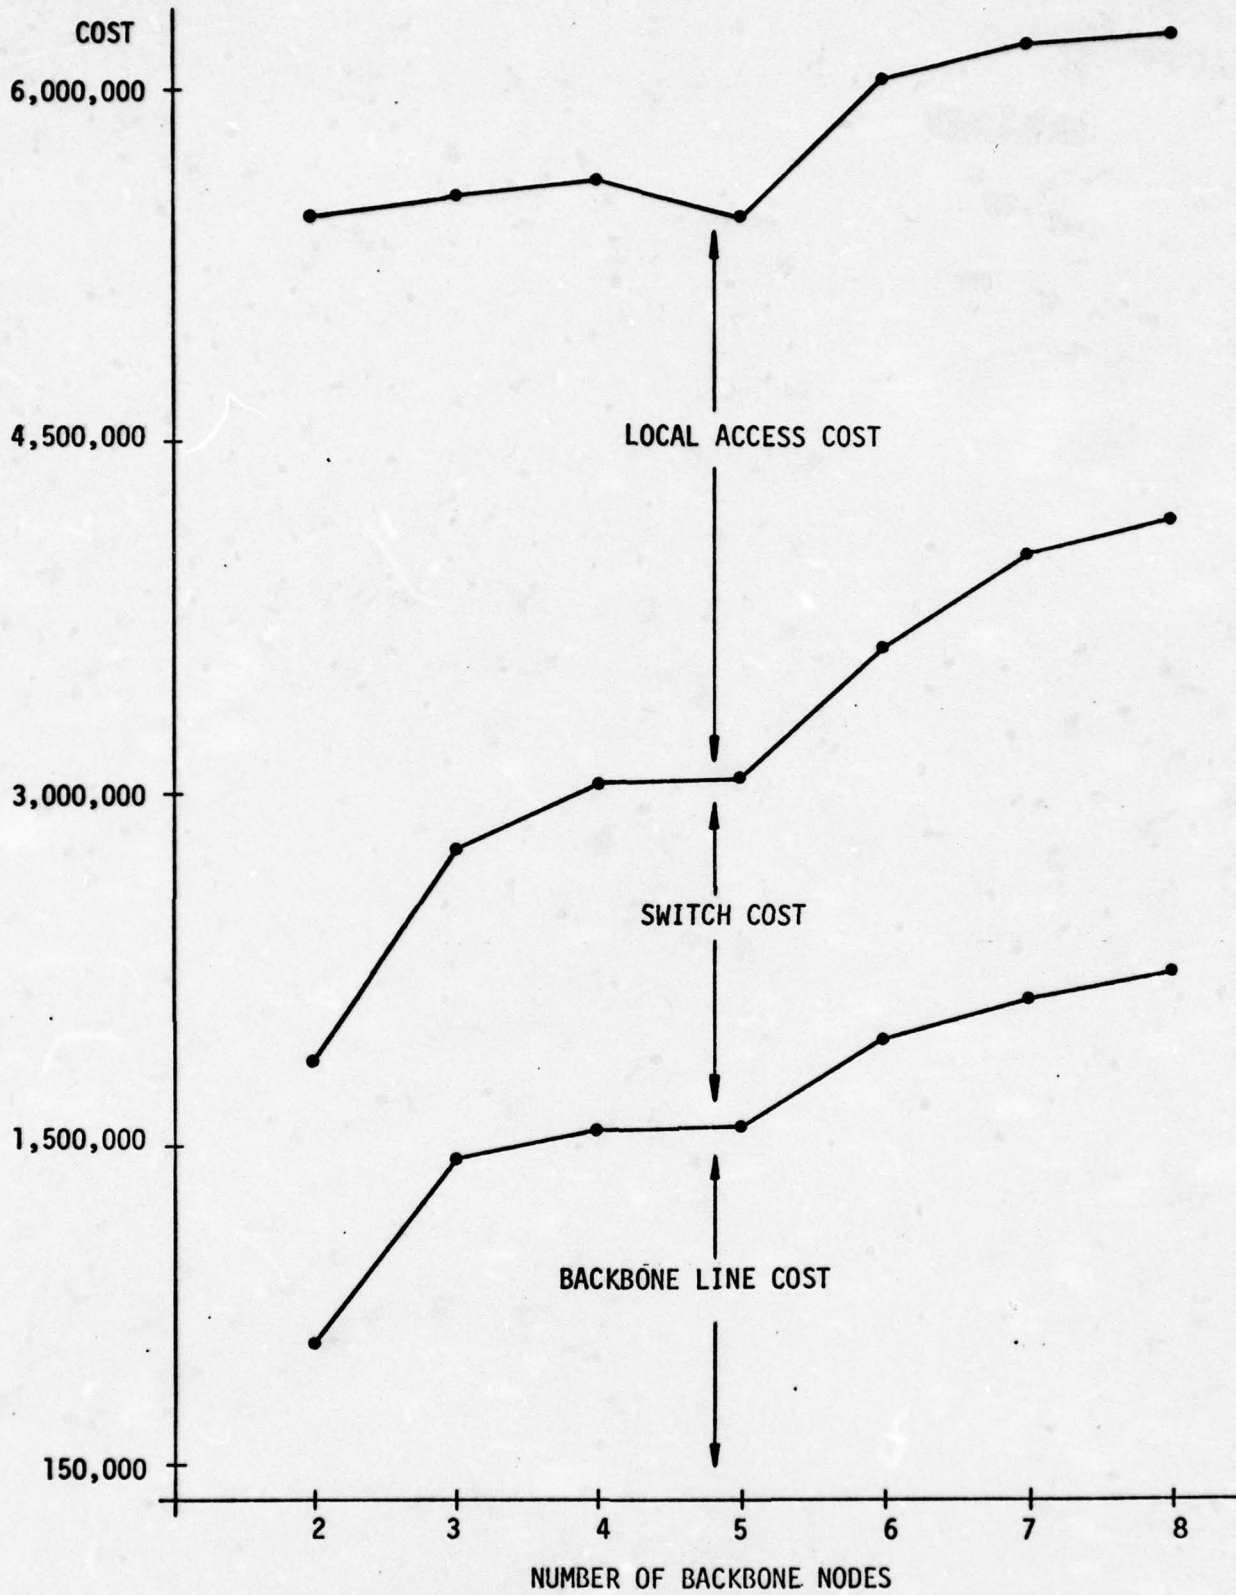 COST
6,000,000
4,500,000
LOCAL ACCESS COST
3,000,000
SWITCH COST
1,500,000
BACKBONE LINE COST
150,000
2 3 4 5 6 7 8
NUMBER OF BACKBONE NODES